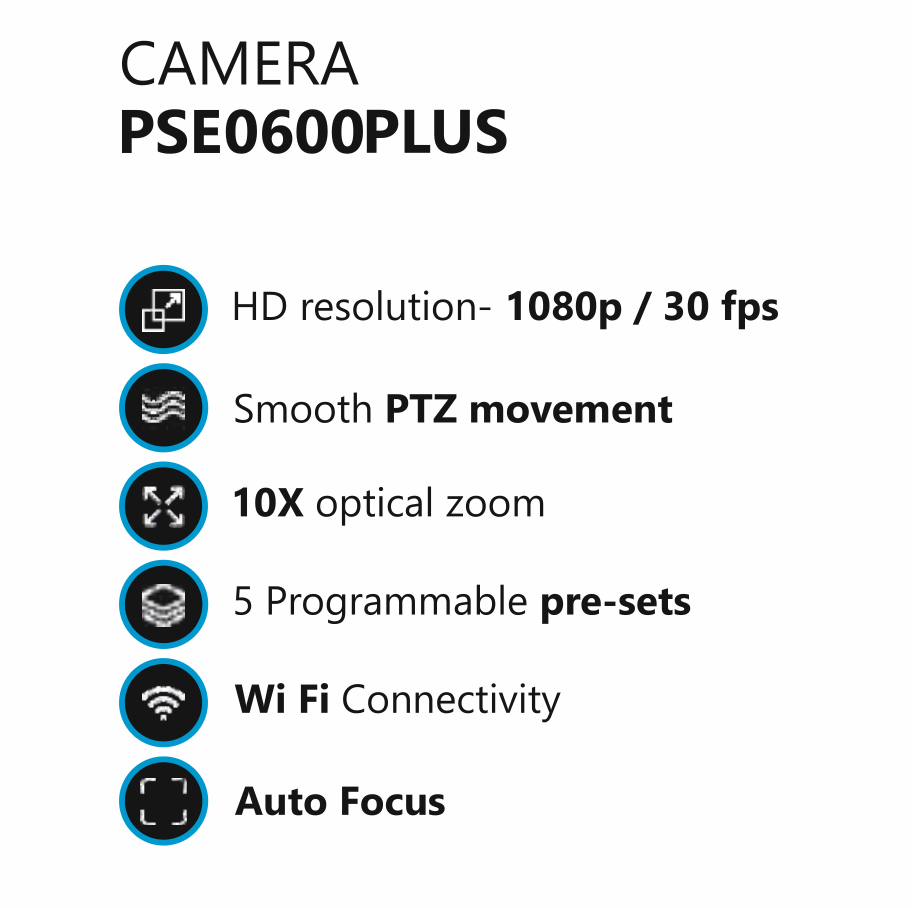 CAMERA
PSE0600PLUS
HD resolution- 1080p / 30 fps
Smooth PTZ movement
10X optical zoom
5 Programmable pre-sets
Wi Fi Connectivity
Auto Focus